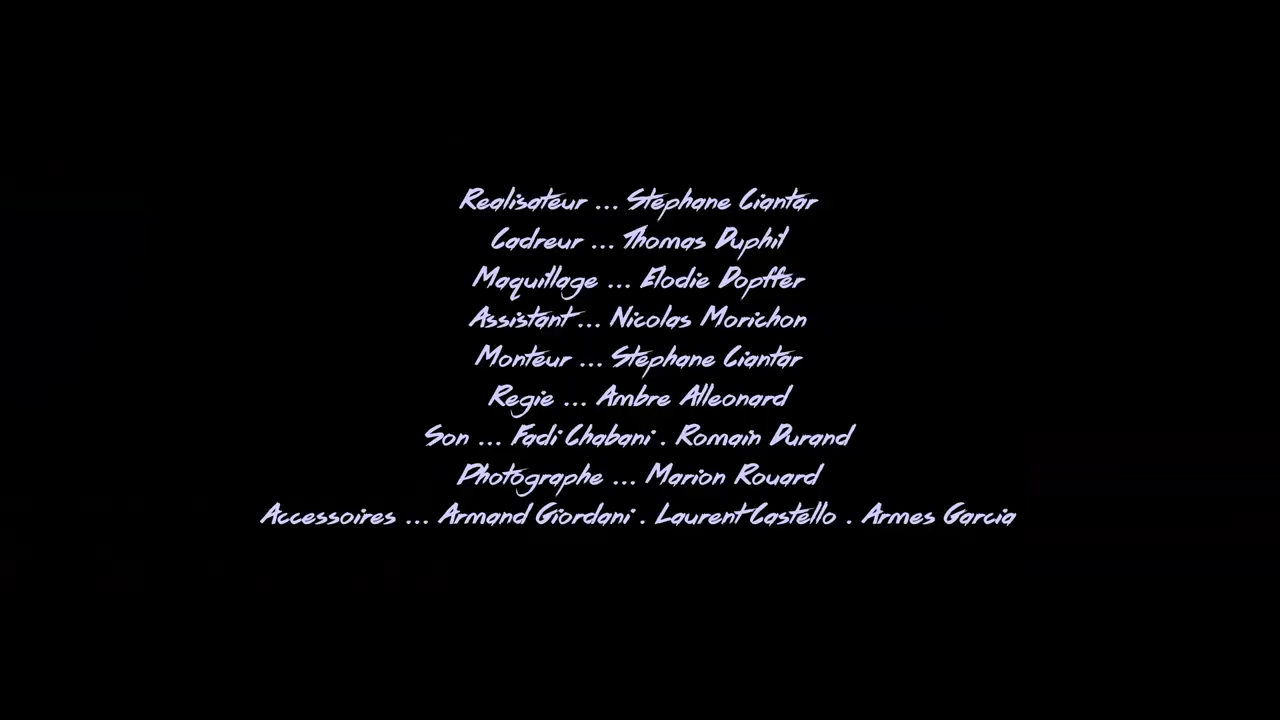 Realisateur ... Stephane Ciantar
Cadreur ... Thomas Duphil
Maquillage ... Elodie Dopffer
Assistant ... Nicolas Morichon
Monteur ... Stephane Ciantar
Regie ... Ambre Alleonard
Son ... Fadi Chabani . Romain Durand
Photographe ... Marion Rouard
Accessoires ... Armand Giordani . Laurent Castello . Armes Garcia